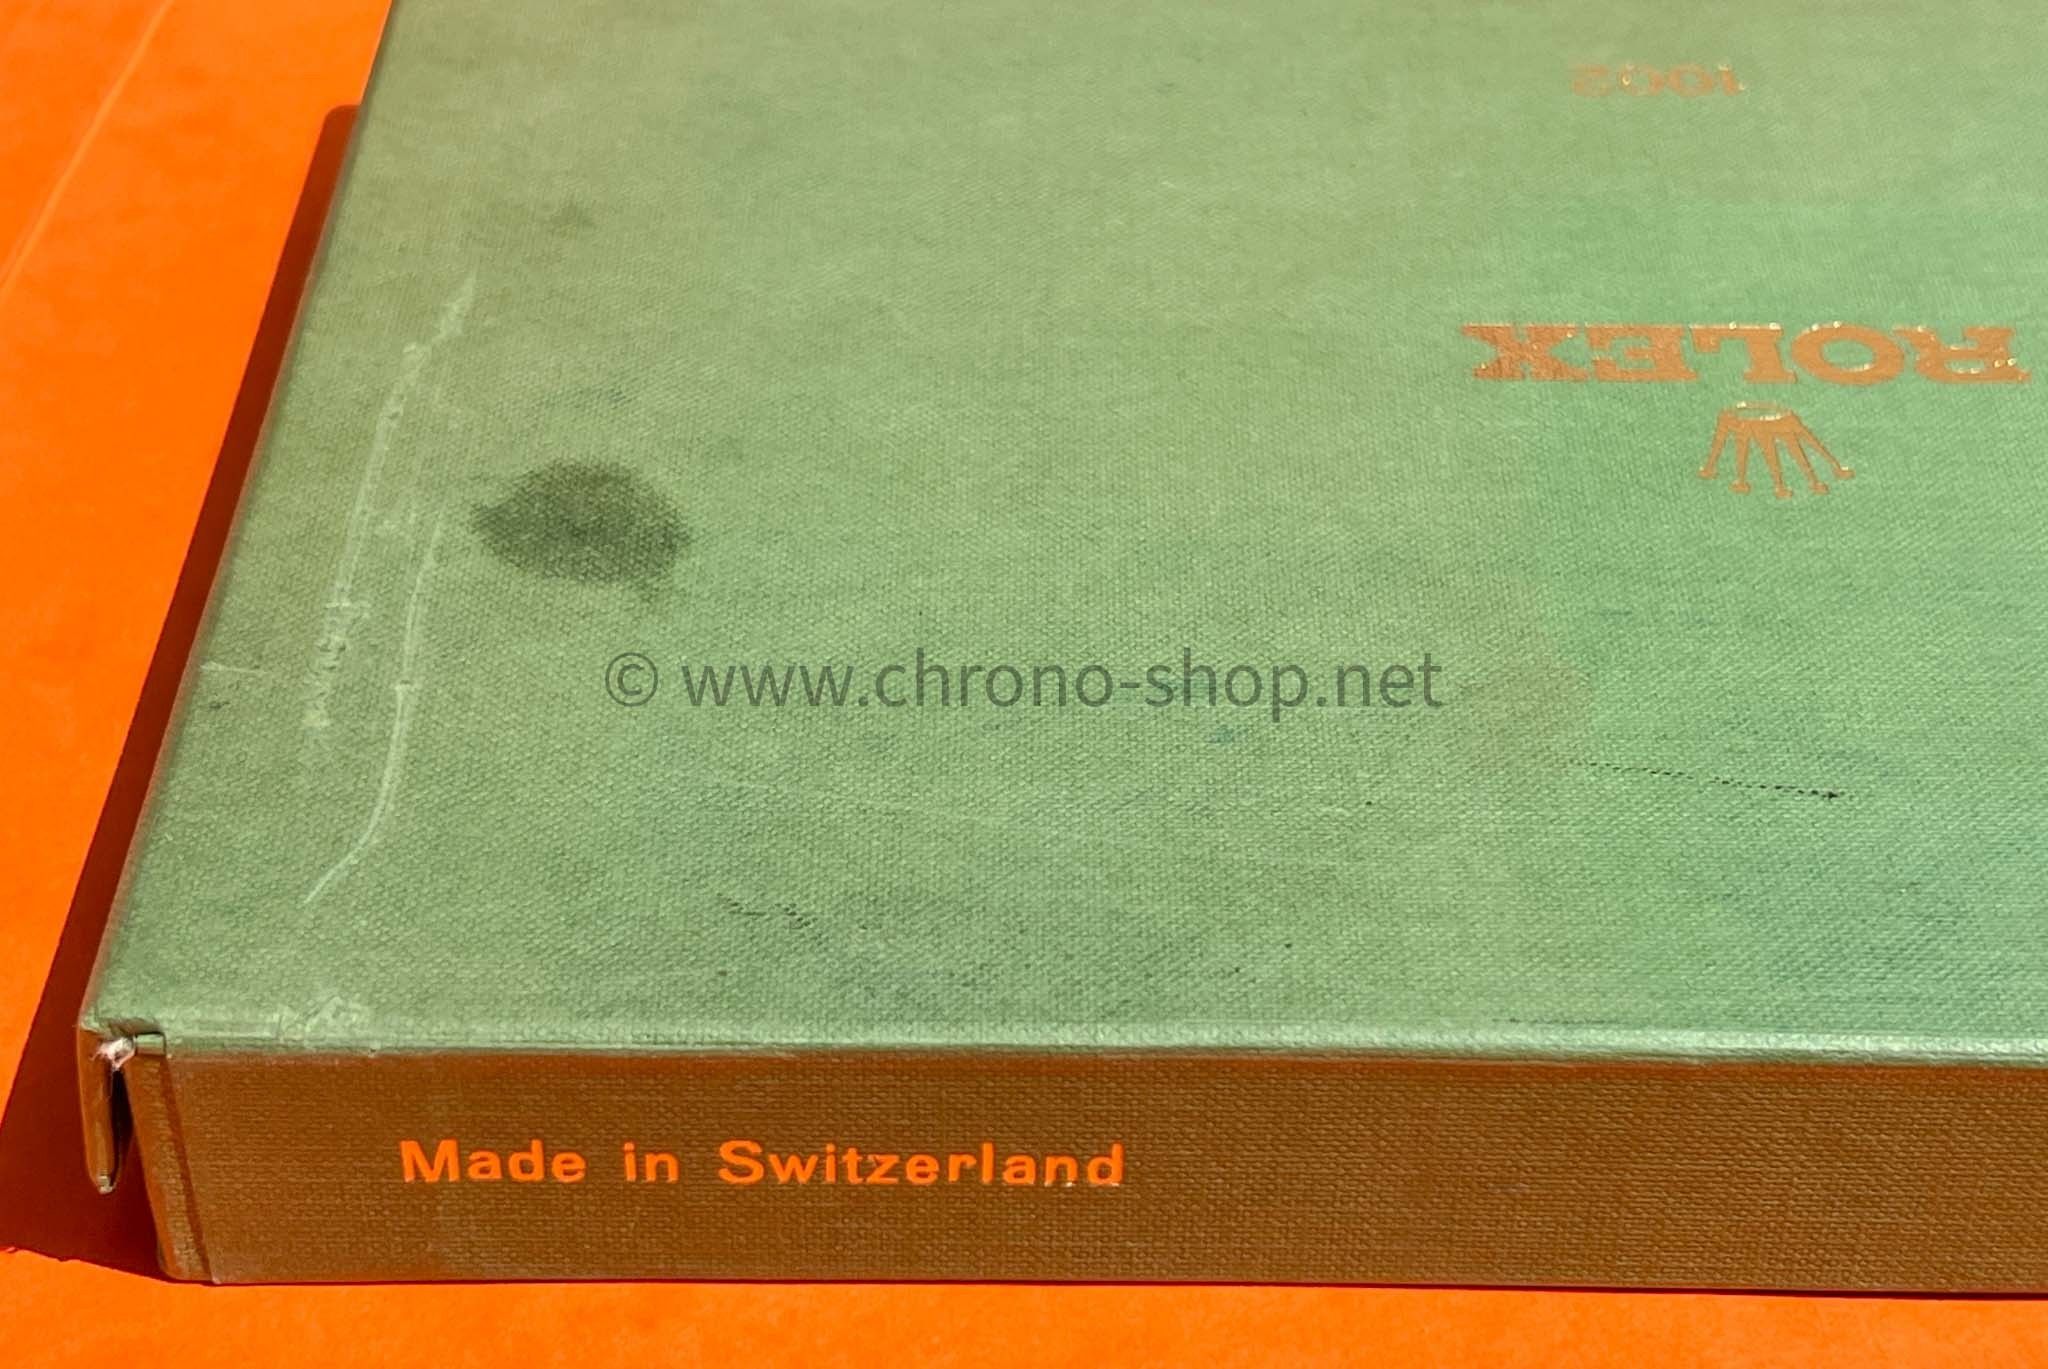 ROLEX
1002
© www.chrono-shop.net
Made in Switzerland